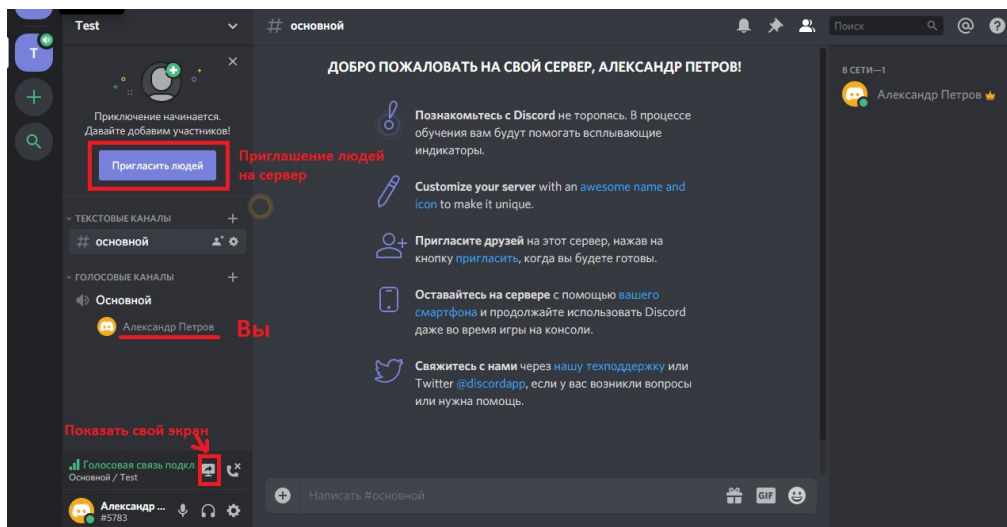 Test
# основной
Поиск
T
Приключение начинается.
Давайте добавим участников!
Пригласить людей
Приглашение людей
на сервер
ТЕКСТОВЫЕ КАНАЛЫ
# основной
ГОЛОСОВЫЕ КАНАЛЫ
Основной
Александр Петров
Вы
Показать свой экран
Голосовая связь подкл
Основной / Test
Александр ...
#5783
ДОБРО ПОЖАЛОВАТЬ НА СВОЙ СЕРВЕР, АЛЕКСАНДР ПЕТРОВ!
Познакомьтесь с Discord не торопясь. В процессе
обучения вам будут помогать всплывающие
индикаторы.
Customize your server with an awesome name and
icon to make it unique.
Пригласите друзей на этот сервер, нажав на
кнопку пригласить, когда вы будете готовы.
Оставайтесь на сервере с помощью вашего
смартфона и продолжайте использовать Discord
даже во время игры на консоли.
Свяжитесь с нами через нашу техподдержку или
Twitter @discordapp, если у вас возникли вопросы
или нужна помощь.
Написать #основной
GIF
В СЕТИ—1
Александр Петров